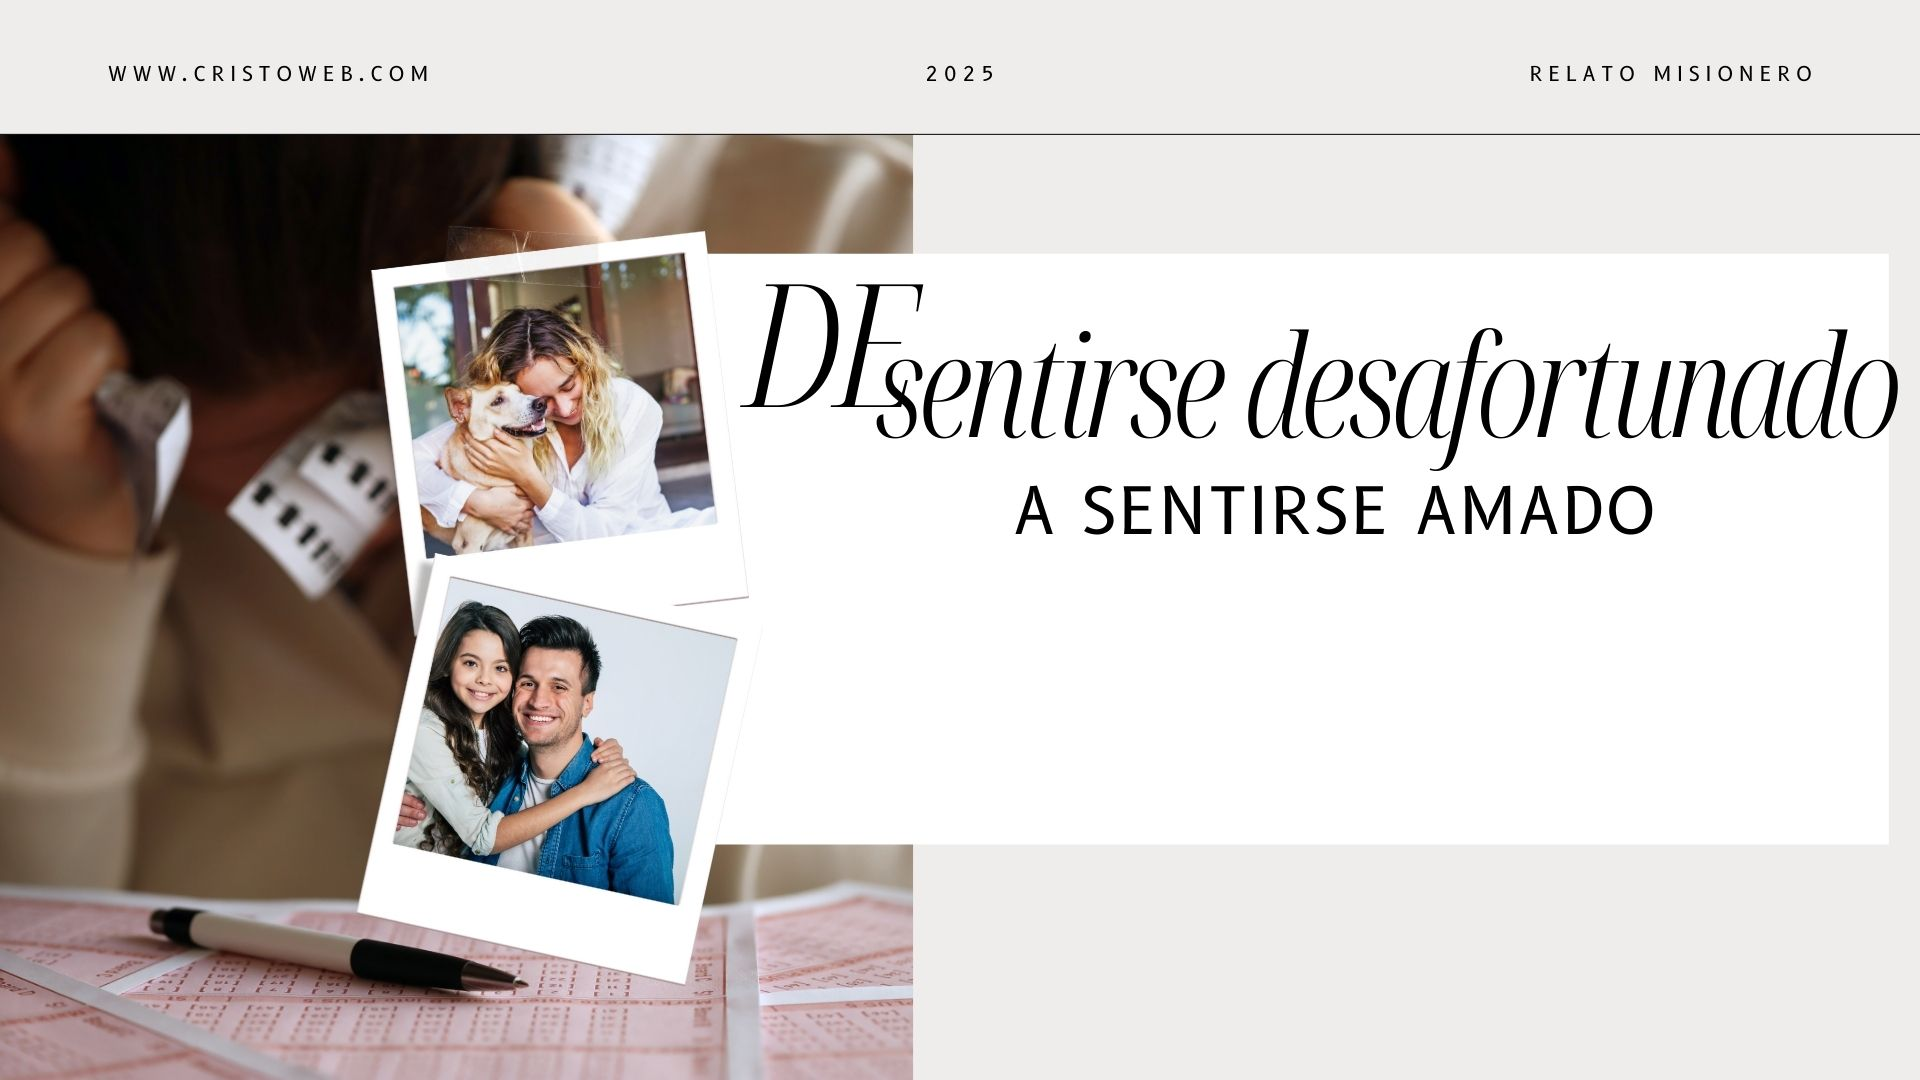 WWW.CRISTOWEB.COM
2025
RELATO MISIONERO
DE
sentirse desafortunado
A SENTIRSE AMADO